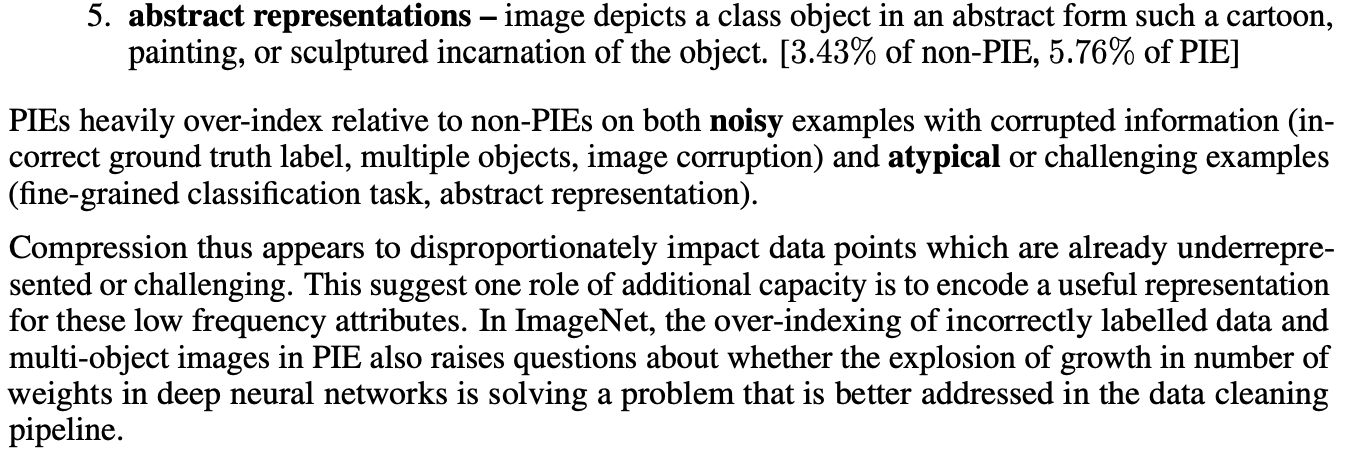 5. abstract representations – image depicts a class object in an abstract form such a cartoon,
painting, or sculptured incarnation of the object. [3.43% of non-PIE, 5.76% of PIE]
PIEs heavily over-index relative to non-PIEs on both noisy examples with corrupted information (in-
correct ground truth label, multiple objects, image corruption) and atypical or challenging examples
(fine-grained classification task, abstract representation).
Compression thus appears to disproportionately impact data points which are already underrepre-
sented or challenging. This suggest one role of additional capacity is to encode a useful representation
for these low frequency attributes. In ImageNet, the over-indexing of incorrectly labelled data and
multi-object images in PIE also raises questions about whether the explosion of growth in number of
weights in deep neural networks is solving a problem that is better addressed in the data cleaning
pipeline.